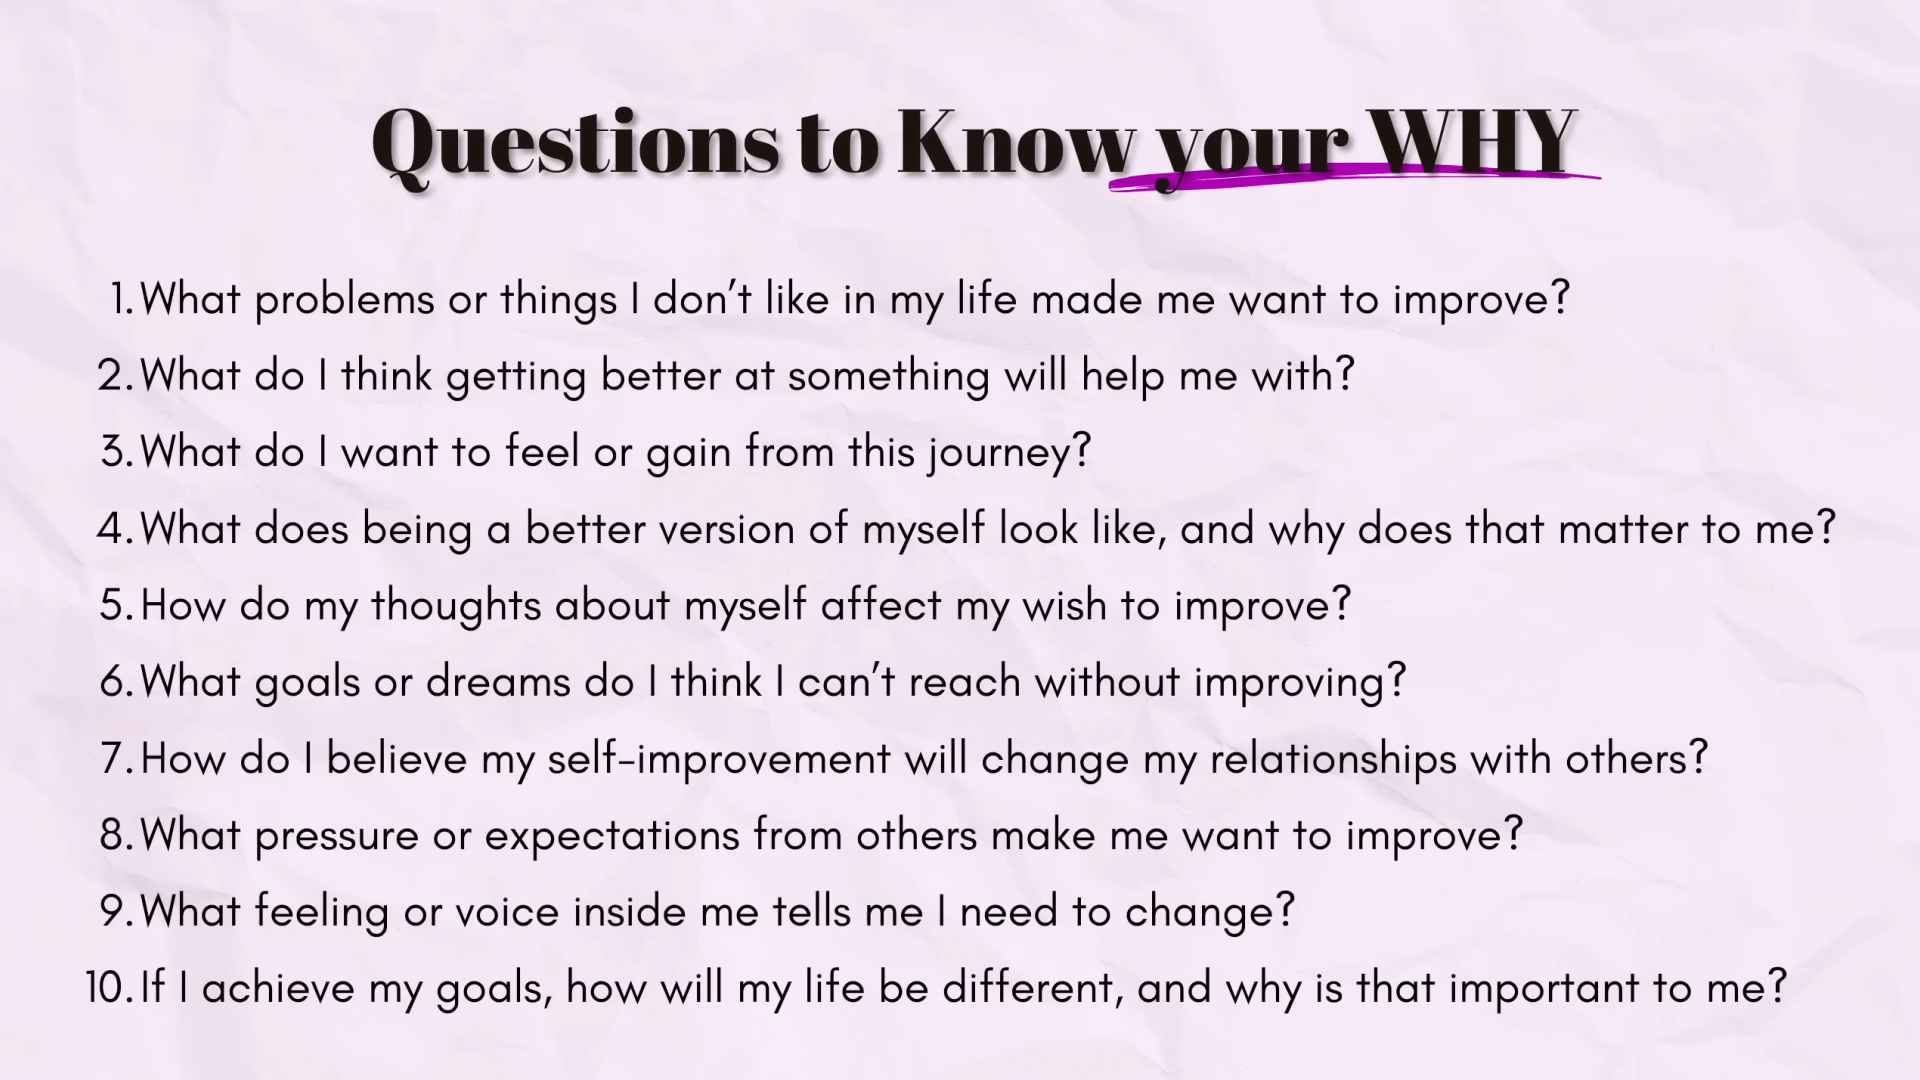 Questions to Know your WHY
1. What problems or things I don’t like in my life made me want to improve?
2. What do I think getting better at something will help me with?
3. What do I want to feel or gain from this journey?
4. What does being a better version of myself look like, and why does that matter to me?
5. How do my thoughts about myself affect my wish to improve?
6. What goals or dreams do I think I can’t reach without improving?
7. How do I believe my self-improvement will change my relationships with others?
8. What pressure or expectations from others make me want to improve?
9. What feeling or voice inside me tells me I need to change?
10. If I achieve my goals, how will my life be different, and why is that important to me?